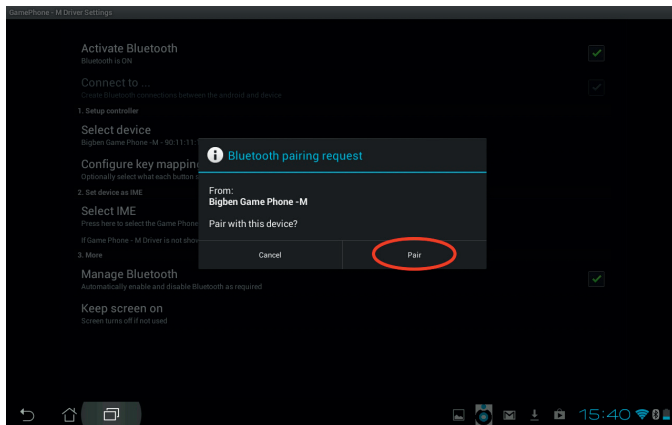 GamePhone - M Driver Settings
Activate Bluetooth
Bluetooth is ON
Connect to ...
Create Bluetooth connections between the android and device
1. Setup controller
Select device
Bigben Game Phone -M - 90:11:11:
Configure key mappin
Optionally select what each button
2. Set device as IME
Select IME
Press here to select the Game Phone
If Game Phone - M Driver is not show
3. More
Manage Bluetooth
Automatically enable and disable Bluetooth as required
Keep screen on
Screen turns off if not used
Bluetooth pairing request
From:
Bigben Game Phone -M
Pair with this device?
Cancel
Pair
15:40